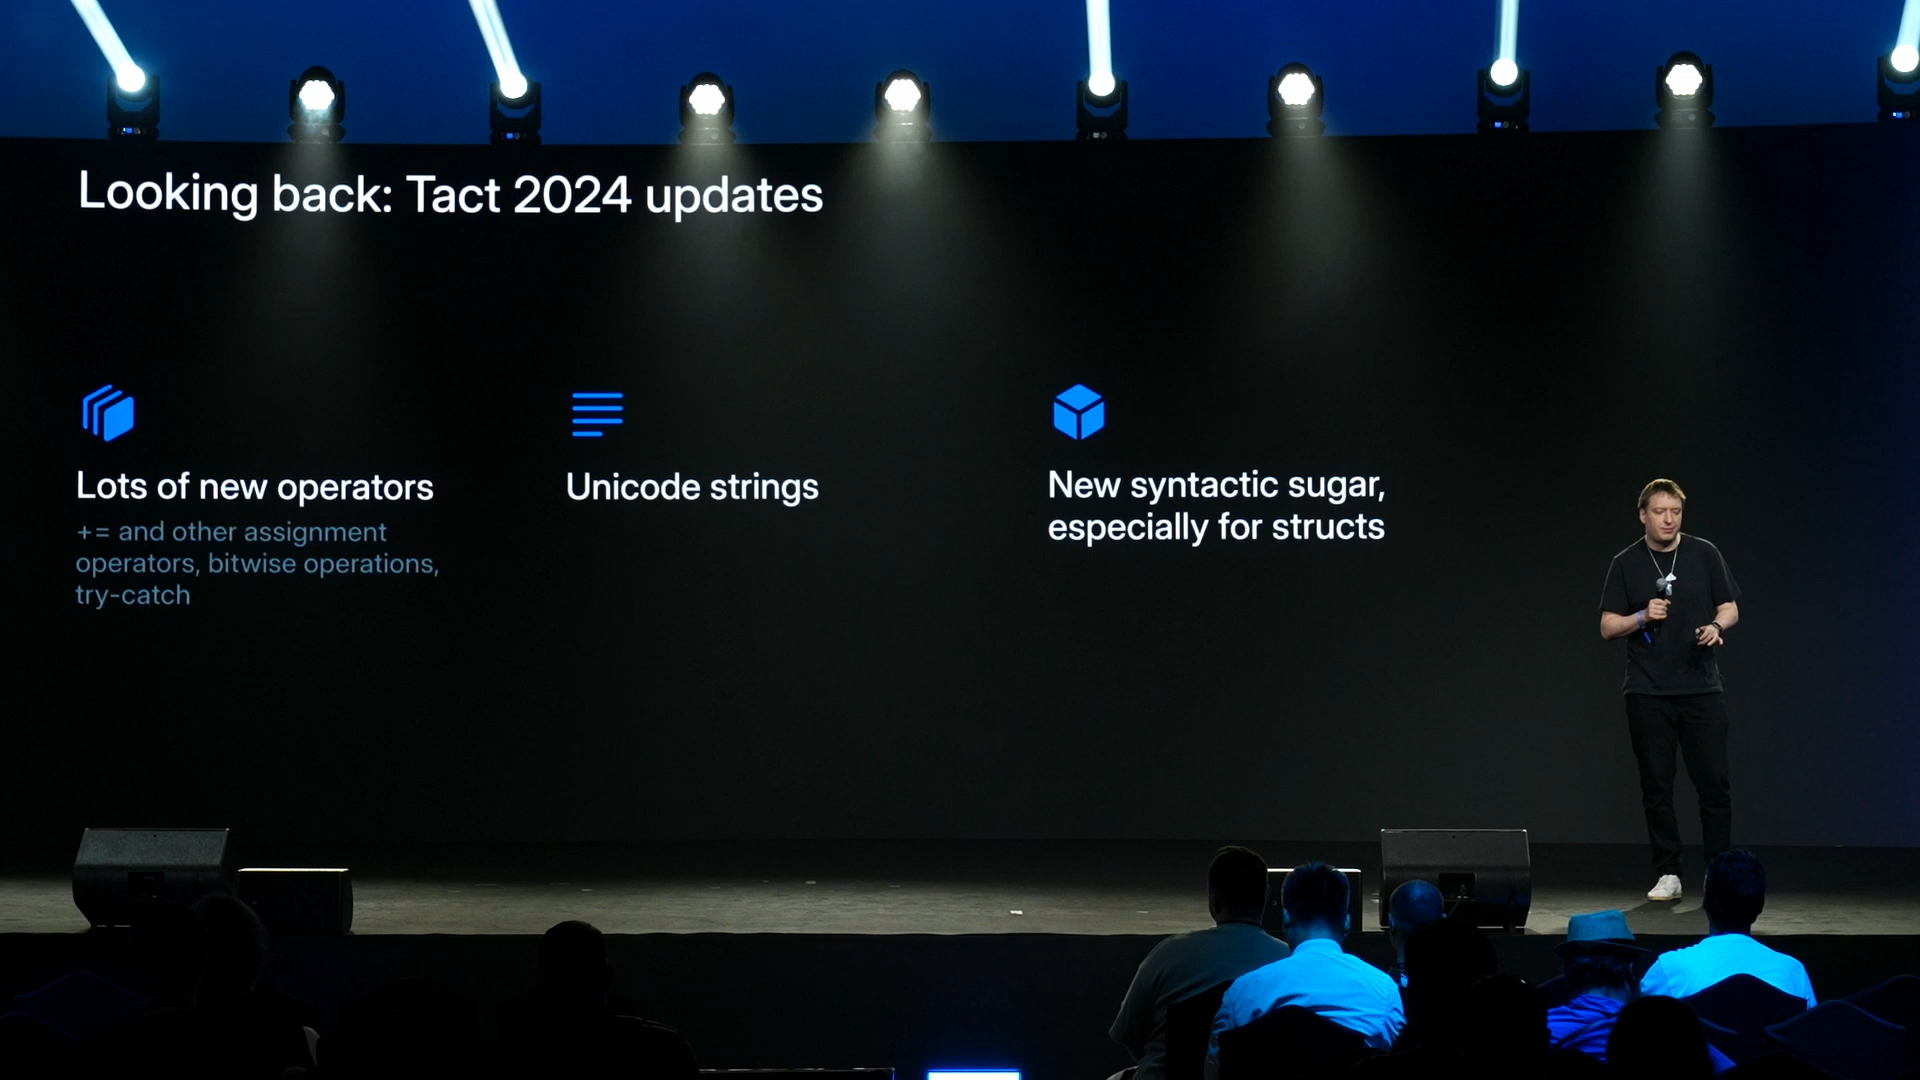 Looking back: Tact 2024 updates
Lots of new operators
+= and other assignment
operators, bitwise operations,
try-catch
Unicode strings
New syntactic sugar,
especially for structs